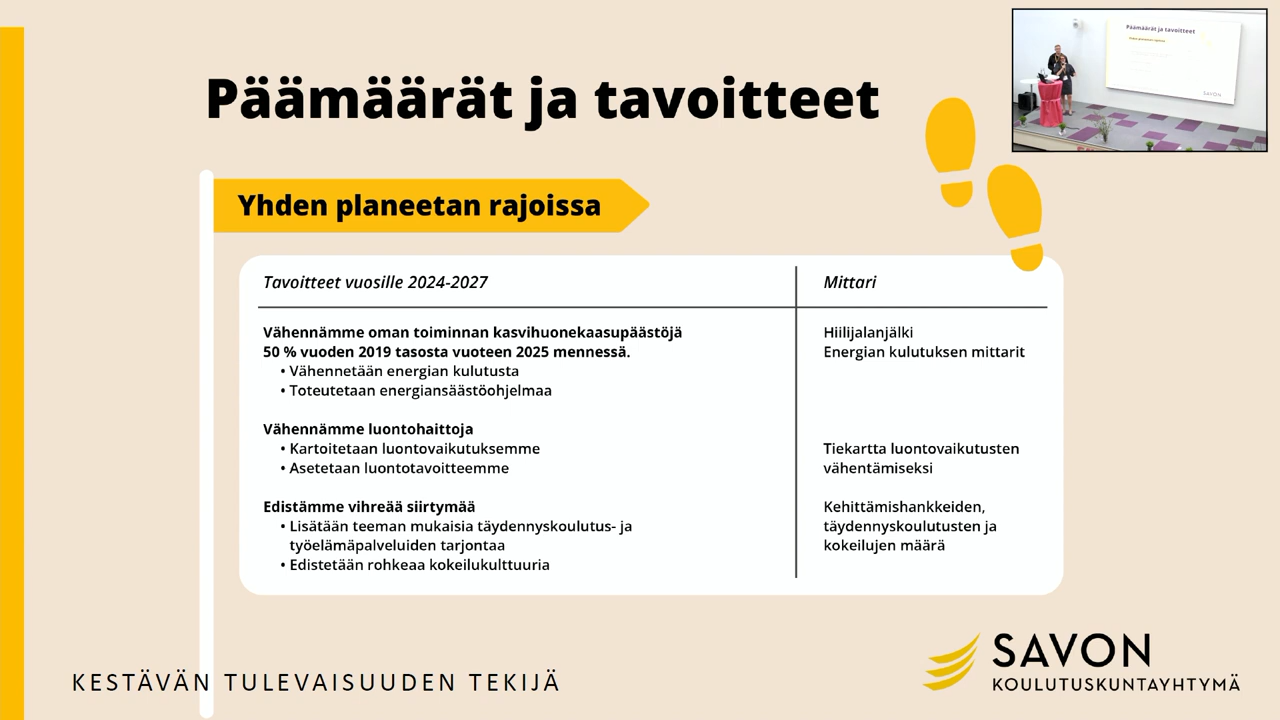 Päämäärät ja tavoitteet
Päämäärät ja tavoitteet
SAVON
Yhden planeetan rajoissa
Tavoitteet vuosille 2024-2027
Mittari
Vähennämme oman toiminnan kasvihuonekaasupäästöjä
50 % vuoden 2019 tasosta vuoteen 2025 mennessä.
• Vähennetään energian kulutusta
• Toteutetaan energiansäästöohjelmaa
Hiilijalanjälki
Energian kulutuksen mittarit
Vähennämme luontohaittoja
• Kartoitetaan luontovaikutuksemme
• Asetetaan luontotavoitteemme
Tiekartta luontovaikutusten
vähentämiseksi
Edistämme vihreää siirtymää
• Lisätään teeman mukaisia täydennyskoulutus- ja
työelämäpalveluiden tarjontaa
• Edistetään rohkeaa kokeilukulttuuria
Kehittämishankkeiden,
täydennyskoulutusten ja
kokeilujen määrä
KESTÄVÄN TULEVAISUUDEN TEKIJÄ
SAVON
KOULUTUSKUNTAYHTYMÄ